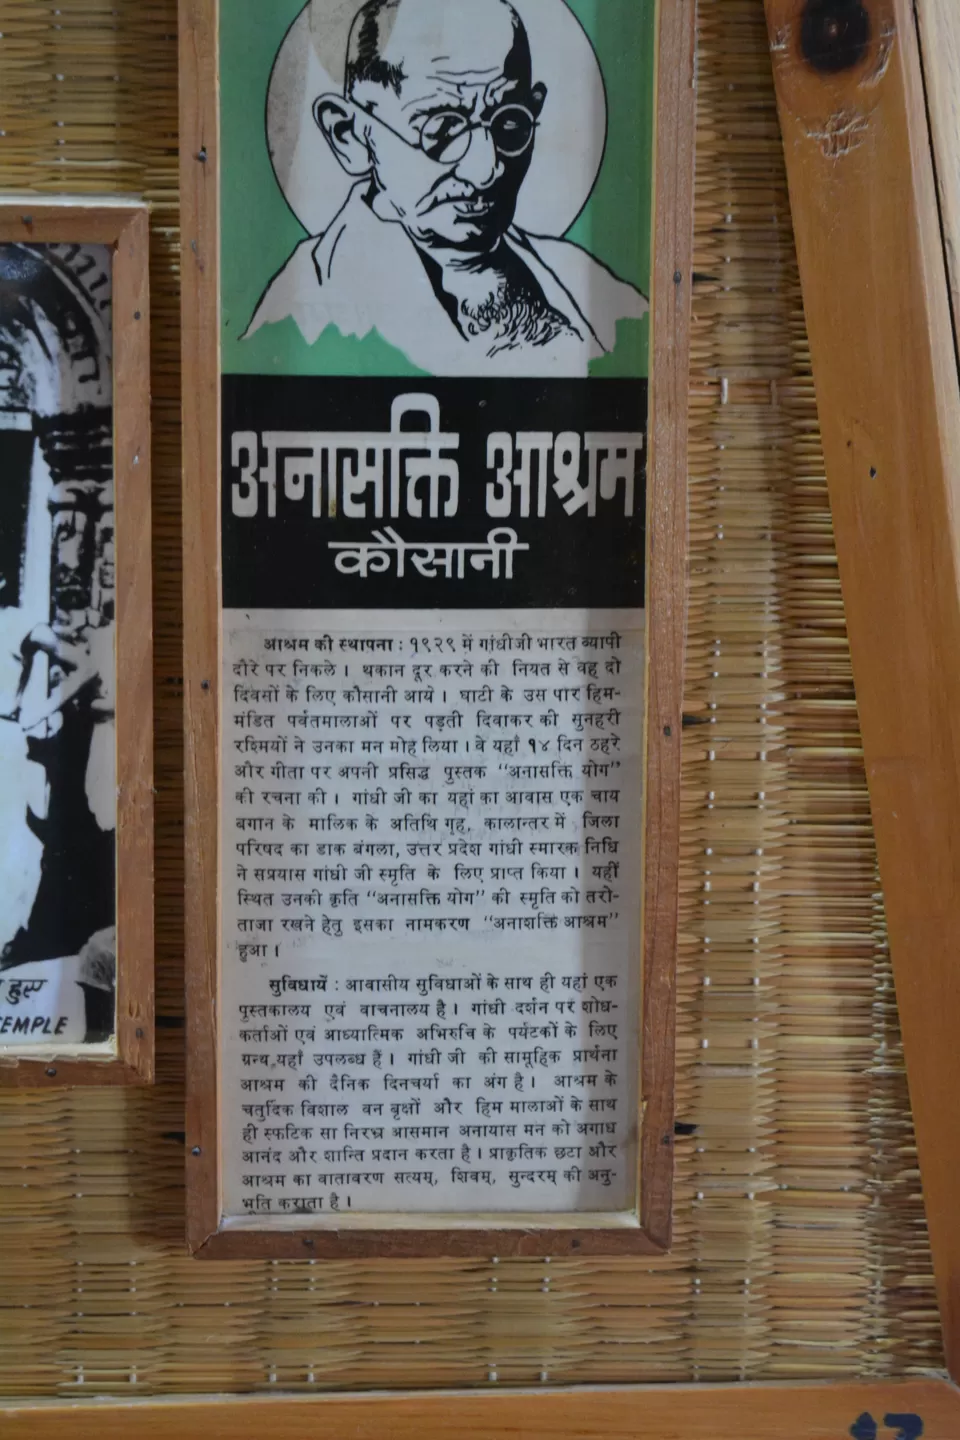 अनासक्ति आश्रम
कौसानी
आश्रम की स्थापना : १९२९ में गांधीजी भारत व्यापी
दौरे पर निकले । थकान दूर करने की नियत से वह दो
दिवसों के लिए कौसानी आये । घाटी के उस पार हिम-
मंडित पर्वतमालाओं पर पड़ती दिवाकर की सुनहरी
रश्मियों ने उनका मन मोह लिया । वे यहाँ १४ दिन ठहरे
और गीता पर अपनी प्रसिद्ध पुस्तक "अनासक्ति योग"
की रचना की । गांधी जी का यहां का आवास एक चाय
बगान के मालिक के अतिथि गृह, कालान्तर में जिला
परिषद का डाक बंगला, उत्तर प्रदेश गांधी स्मारक निधि
ने सप्रयास गांधी जी स्मृति के लिए प्राप्त किया । यहीं
स्थित उनकी कृति "अनासक्ति योग" की स्मृति को तरो-
ताजा रखने हेतु इसका नामकरण "अनाशक्ति आश्रम"
हुआ ।
सुविधायें : आवासीय सुविधाओं के साथ ही यहां एक
पुस्तकालय एवं वाचनालय है । गांधी दर्शन पर शोध-
कर्ताओं एवं आध्यात्मिक अभिरुचि के पर्यटकों के लिए
ग्रन्थ यहाँ उपलब्ध हैं । गांधी जी की सामूहिक प्रार्थना
आश्रम की दैनिक दिनचर्या का अंग है । आश्रम के
चतुर्दिक विशाल वन बृक्षों और हिम मालाओं के साथ
ही स्फटिक सा निरभ्र आसमान अनायास मन को अगाध
आनंद और शान्ति प्रदान करता है । प्राकृतिक छटा और
आश्रम का वातावरण सत्यम्, शिवम्, सुन्दरम् की अनु-
भूति कराता है ।
हुए
TEMPLE